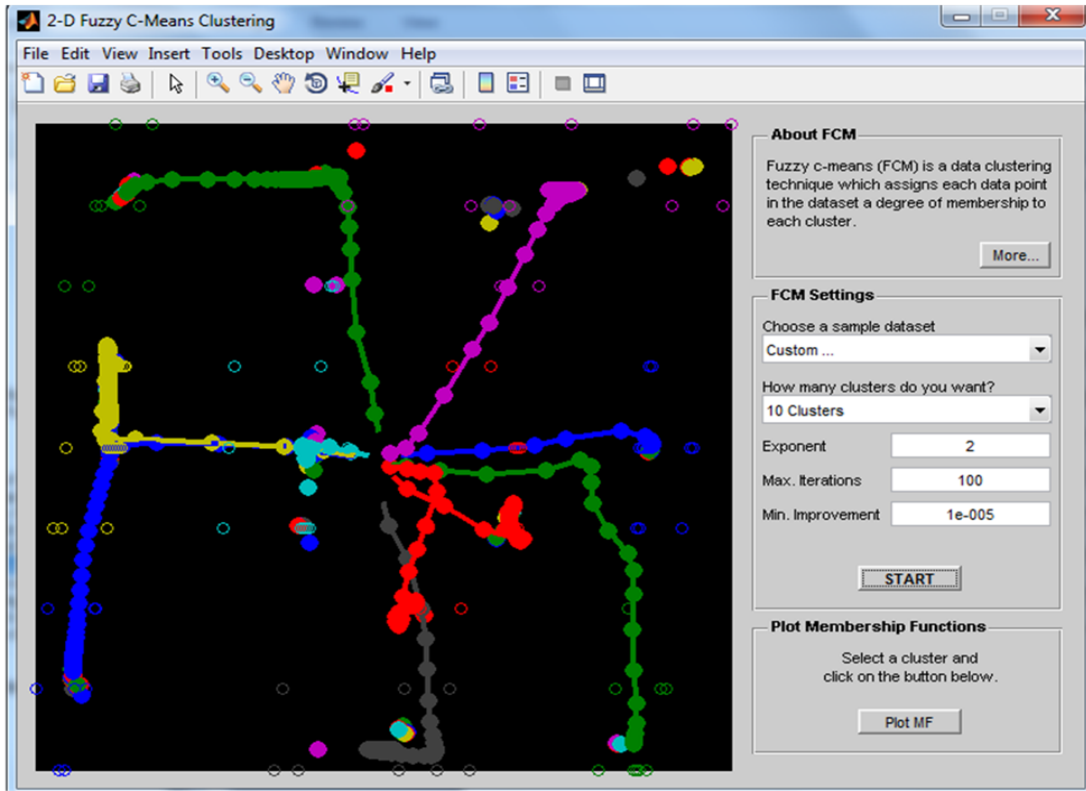 2-D Fuzzy C-Means Clustering
File Edit View Insert Tools Desktop Window Help
About FCM
Fuzzy c-means (FCM) is a data clustering
technique which assigns each data point
in the dataset a degree of membership to
each cluster.
More...
FCM Settings
Choose a sample dataset
Custom ...
How many clusters do you want?
10 Clusters
Exponent 2
Max. Iterations 100
Min. Improvement 1e-005
START
Plot Membership Functions
Select a cluster and
click on the button below.
Plot MF